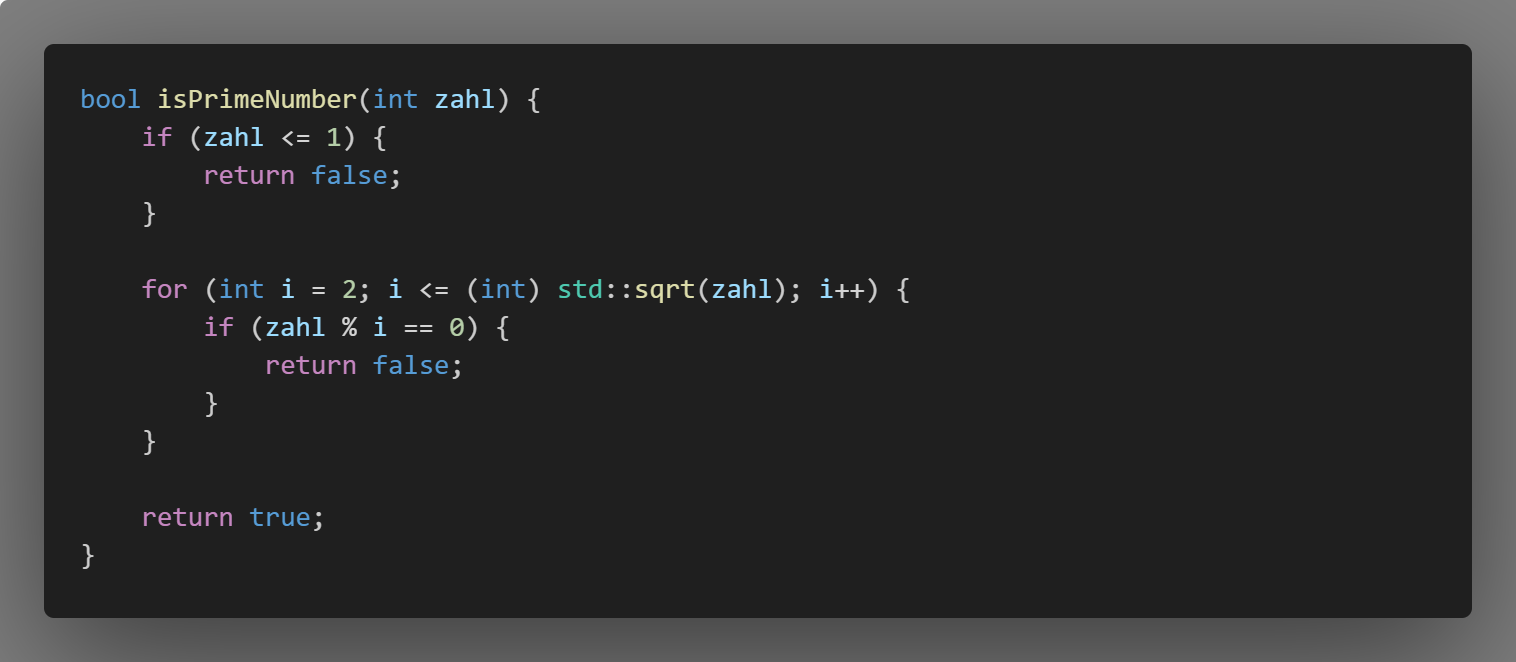 bool isPrimeNumber(int zahl) {
    if (zahl <= 1) {
        return false;
    }

    for (int i = 2; i <= (int) std::sqrt(zahl); i++) {
        if (zahl % i == 0) {
            return false;
        }
    }

    return true;
}